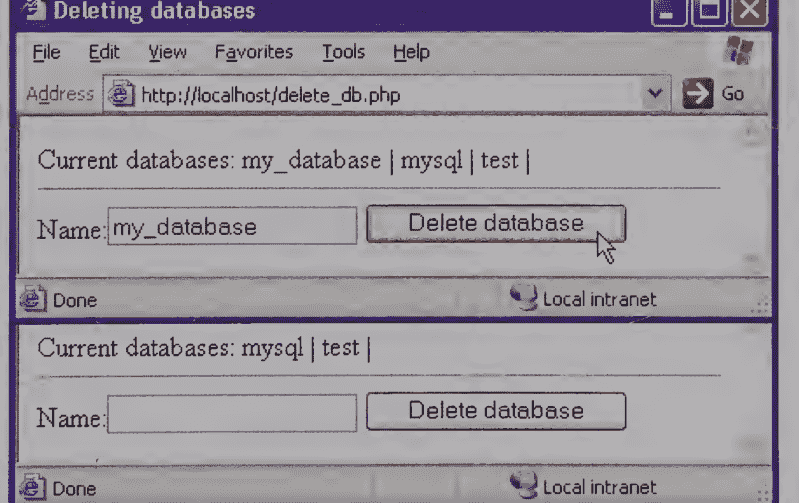 Deleting databases
File Edit View Favorites Tools Help
Address http://localhost/delete_db.php Go
Current databases: my_database | mysql | test |
Name: my_database Delete database
Done Local intranet
Current databases: mysql | test |
Name: Delete database
Done Local intranet